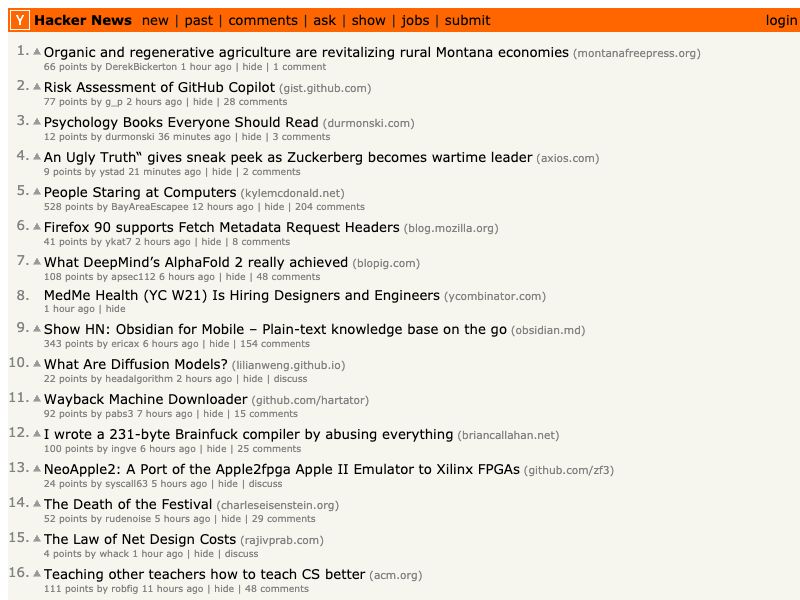 Y Hacker News new | past | comments | ask | show | jobs | submit login
1. Organic and regenerative agriculture are revitalizing rural Montana economies (montanafreepress.org)
66 points by DerekBickerton 1 hour ago | hide | 1 comment
2. Risk Assessment of GitHub Copilot (gist.github.com)
77 points by g_p 2 hours ago | hide | 28 comments
3. Psychology Books Everyone Should Read (durmonski.com)
12 points by durmonski 36 minutes ago | hide | 3 comments
4. An Ugly Truth“ gives sneak peek as Zuckerberg becomes wartime leader (axios.com)
9 points by ystad 21 minutes ago | hide | 2 comments
5. People Staring at Computers (kylemcdonald.net)
528 points by BayAreaEscapee 12 hours ago | hide | 204 comments
6. Firefox 90 supports Fetch Metadata Request Headers (blog.mozilla.org)
41 points by ykat7 2 hours ago | hide | 8 comments
7. What DeepMind’s AlphaFold 2 really achieved (blopig.com)
108 points by apsec112 6 hours ago | hide | 48 comments
8. MedMe Health (YC W21) Is Hiring Designers and Engineers (ycombinator.com)
1 hour ago | hide
9. Show HN: Obsidian for Mobile – Plain-text knowledge base on the go (obsidian.md)
343 points by ericax 6 hours ago | hide | 154 comments
10. What Are Diffusion Models? (lilianweng.github.io)
22 points by headalgorithm 2 hours ago | hide | discuss
11. Wayback Machine Downloader (github.com/hartator)
92 points by pabs3 7 hours ago | hide | 15 comments
12. I wrote a 231-byte Brainfuck compiler by abusing everything (briancallahan.net)
100 points by ingve 6 hours ago | hide | 25 comments
13. NeoApple2: A Port of the Apple2fpga Apple II Emulator to Xilinx FPGAs (github.com/zf3)
24 points by syscall63 5 hours ago | hide | discuss
14. The Death of the Festival (charleseisenstein.org)
52 points by rudenoise 5 hours ago | hide | 29 comments
15. The Law of Net Design Costs (rajivprab.com)
4 points by whack 1 hour ago | hide | discuss
16. Teaching other teachers how to teach CS better (acm.org)
111 points by robfig 11 hours ago | hide | 48 comments